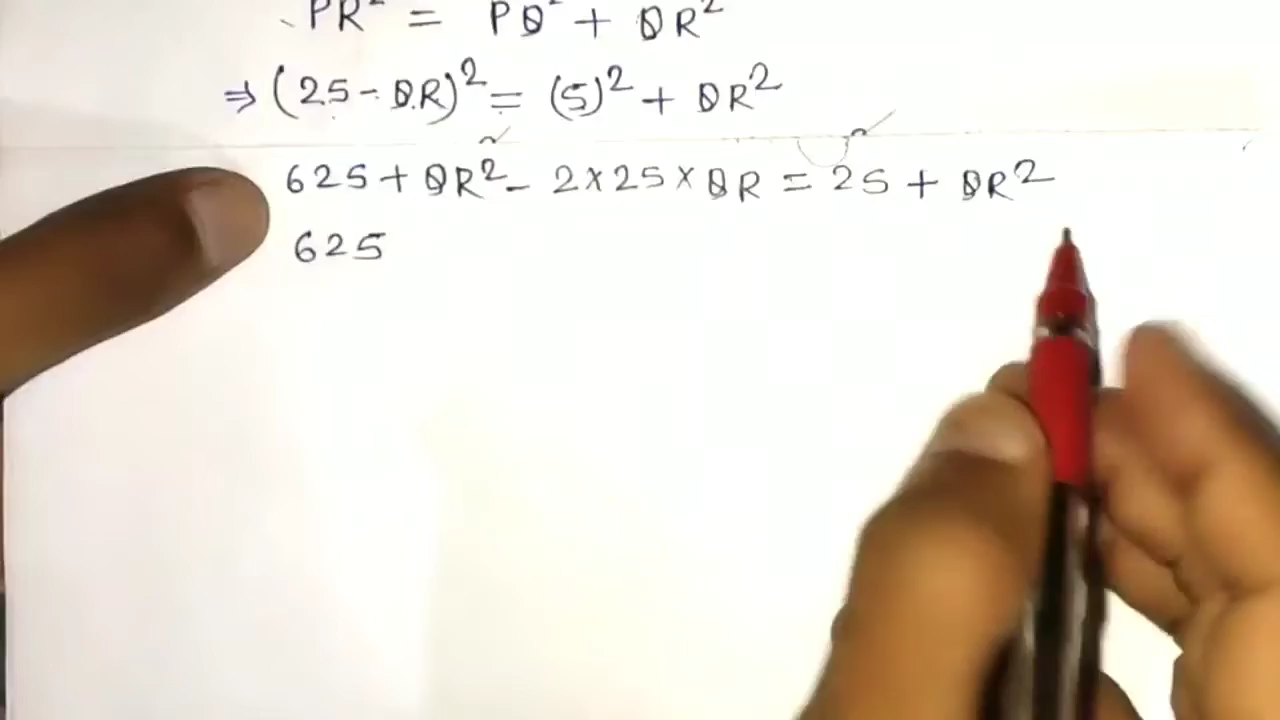 PR² = PQ² + QR²
⇒ (25 - QR)² = (5)² + QR²
625 + QR² - 2×25×QR = 25 + QR²
625